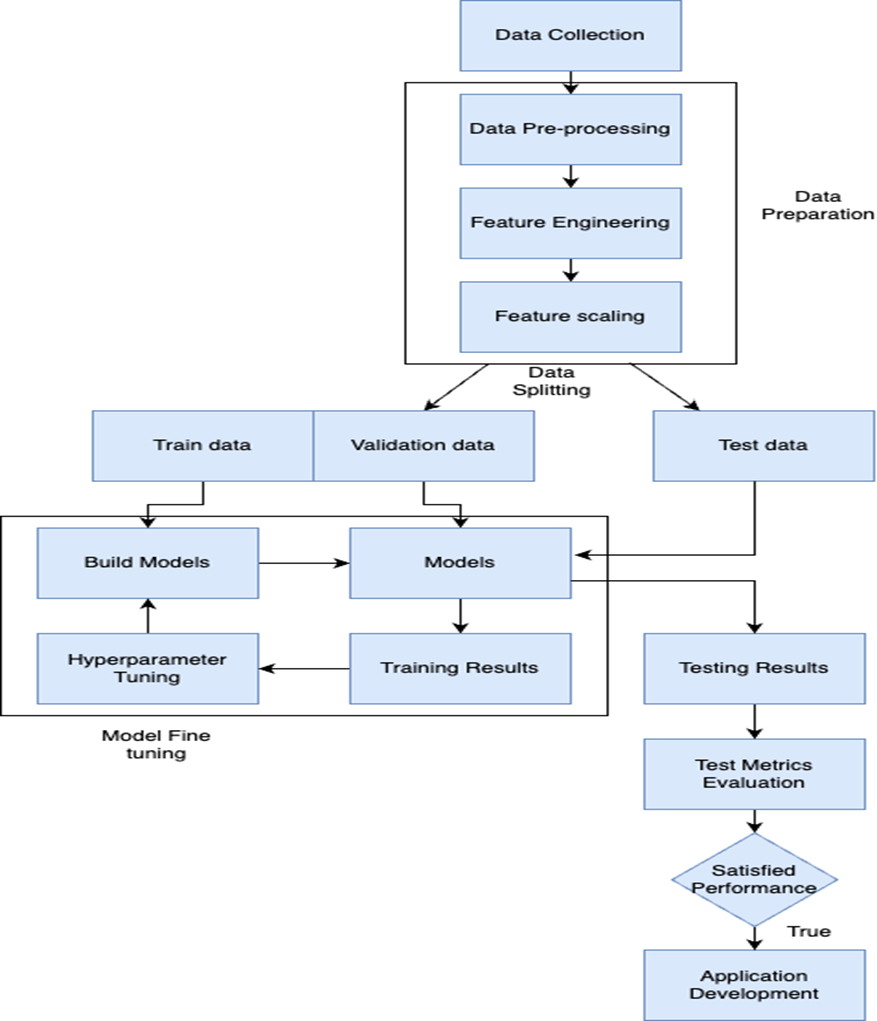 Data Collection
Data Pre-processing
Data
Preparation
Feature Engineering
Feature scaling
Data
Splitting
Train data
Validation data
Test data
Build Models
Models
Hyperparameter
Tuning
Training Results
Testing Results
Model Fine
tuning
Test Metrics
Evaluation
Satisfied
Performance
True
Application
Development